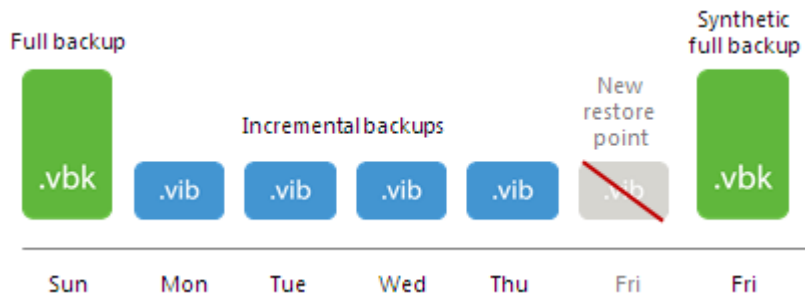 Full backup
Synthetic
full backup
New
restore
point
Incremental backups
.vbk
.vib
.vib
.vib
.vib
.vib
.vbk
Sun
Mon
Tue
Wed
Thu
Fri
Fri